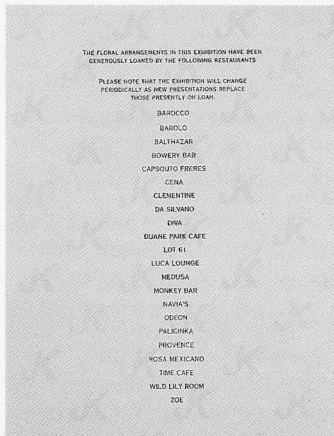 THE FLORAL ARRANGEMENTS IN THIS EXHIBITION HAVE BEEN
GENEROUSLY LOANED BY THE FOLLOWING RESTAURANTS
PLEASE NOTE THAT THE EXHIBITION WILL CHANGE
PERIODICALLY AS NEW PRESENTATIONS REPLACE
THOSE PRESENTLY ON LOAN.
BAROCCO
BAROLO
BALTHAZAR
BOWERY BAR
CAPSOUTO FRERES
CENA
CLEMENTINE
DA SILVANO
DIVA
DUANE PARK CAFE
LOT 61
LUCA LOUNGE
MEDUSA
MONKEY BAR
NAVIA'S
ODEON
PALICINKA
PROVENCE
ROSA MEXICANO
TIME CAFE
WILD LILY ROOM
ZOE